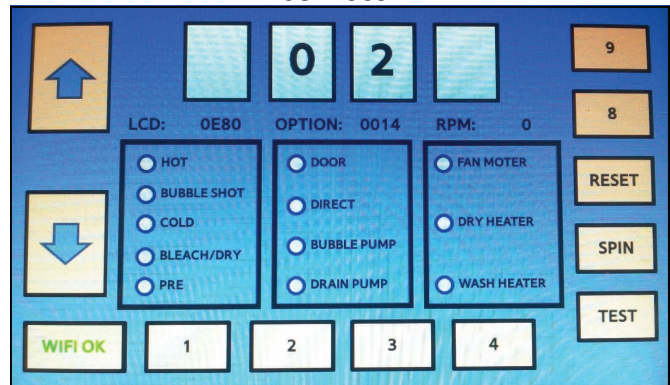 0 2 9
LCD: 0E80 OPTION: 0014 RPM: 0 8
HOT DOOR FAN MOTER
RESET
BUBBLE SHOT
DIRECT
COLD DRY HEATER
BUBBLE PUMP SPIN
BLEACH/DRY
PRE DRAIN PUMP WASH HEATER
TEST
WIFI OK 1 2 3 4